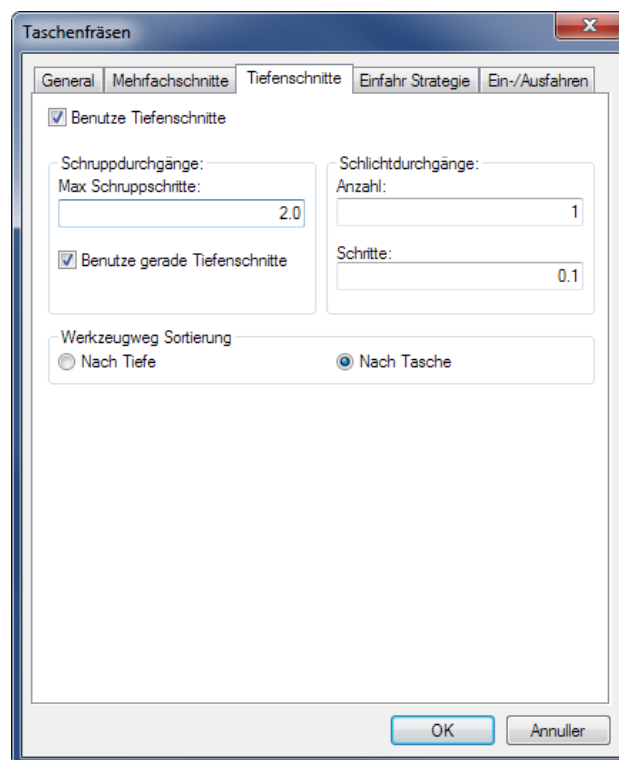 Taschenfräsen
General Mehrfachschnitte Tiefenschnitte Einfahr Strategie Ein-/Ausfahren
Benutze Tiefenschnitte
Schruppdurchgänge:
Max Schruppschritte:
2.0
Benutze gerade Tiefenschnitte
Schlichtdurchgänge:
Anzahl:
1
Schritte:
0.1
Werkzeugweg Sortierung
Nach Tiefe Nach Tasche
OK Annuller